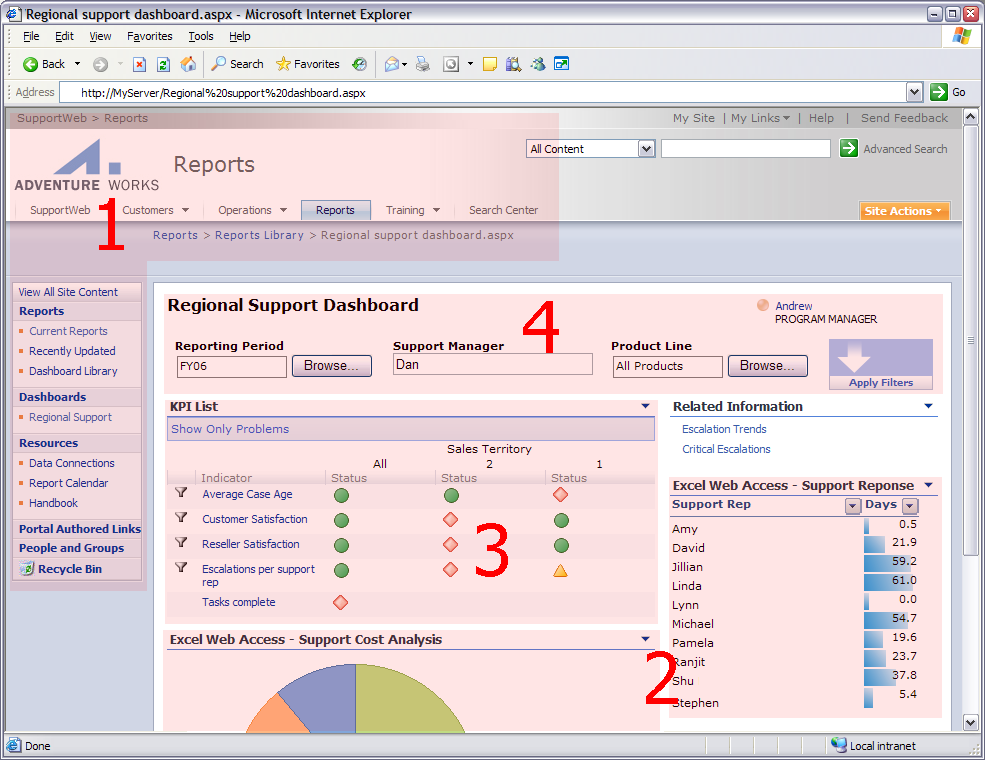 Regional support dashboard.aspx - Microsoft Internet Explorer
File Edit View Favorites Tools Help
Back Search Favorites
Address http://MyServer/Regional%20support%20dashboard.aspx Go
SupportWeb > Reports My Site | My Links | Help | Send Feedback
ADVENTURE WORKS Reports All Content Advanced Search
SupportWeb Customers Operations Reports Training Search Center Site Actions
1
Reports > Reports Library > Regional support dashboard.aspx
View All Site Content
Reports
Current Reports
Recently Updated
Dashboard Library
Dashboards
Regional Support
Resources
Data Connections
Report Calendar
Handbook
Portal Authored Links
People and Groups
Recycle Bin
Regional Support Dashboard
Andrew
PROGRAM MANAGER
4
Reporting Period Support Manager Product Line
FY06 Browse... Dan All Products Browse...
Apply Filters
KPI List
Show Only Problems
Sales Territory
All 2 1
Indicator Status Status Status
Average Case Age
Customer Satisfaction
Reseller Satisfaction
3
Escalations per support
rep
Tasks complete
Excel Web Access - Support Cost Analysis
2
Related Information
Escalation Trends
Critical Escalations
Excel Web Access - Support Reponse
Support Rep Days
Amy 0.5
David 21.9
Jillian 59.2
Linda 61.0
Lynn 0.0
Michael 54.7
Pamela 19.6
Ranjit 23.7
Shu 37.8
Stephen 5.4
Done Local intranet